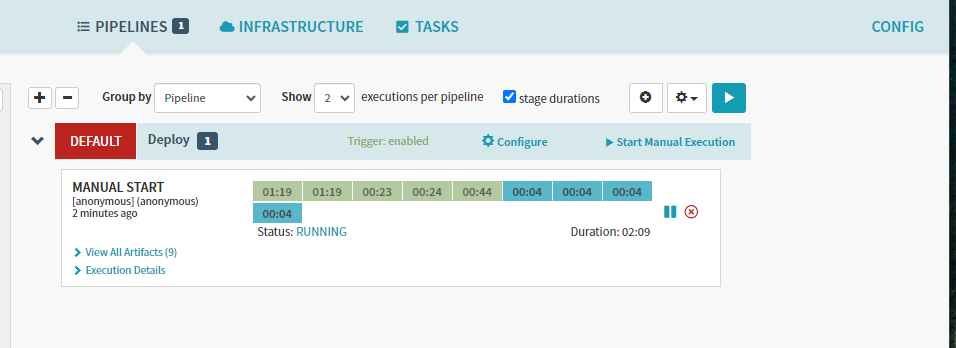 PIPELINES 1 INFRASTRUCTURE TASKS CONFIG
Group by Pipeline Show 2 executions per pipeline stage durations
DEFAULT Deploy 1 Trigger: enabled Configure Start Manual Execution
MANUAL START
[anonymous] (anonymous)
2 minutes ago
01:19 01:19 00:23 00:24 00:44 00:04 00:04 00:04
00:04
Status: RUNNING Duration: 02:09
View All Artifacts (9)
Execution Details